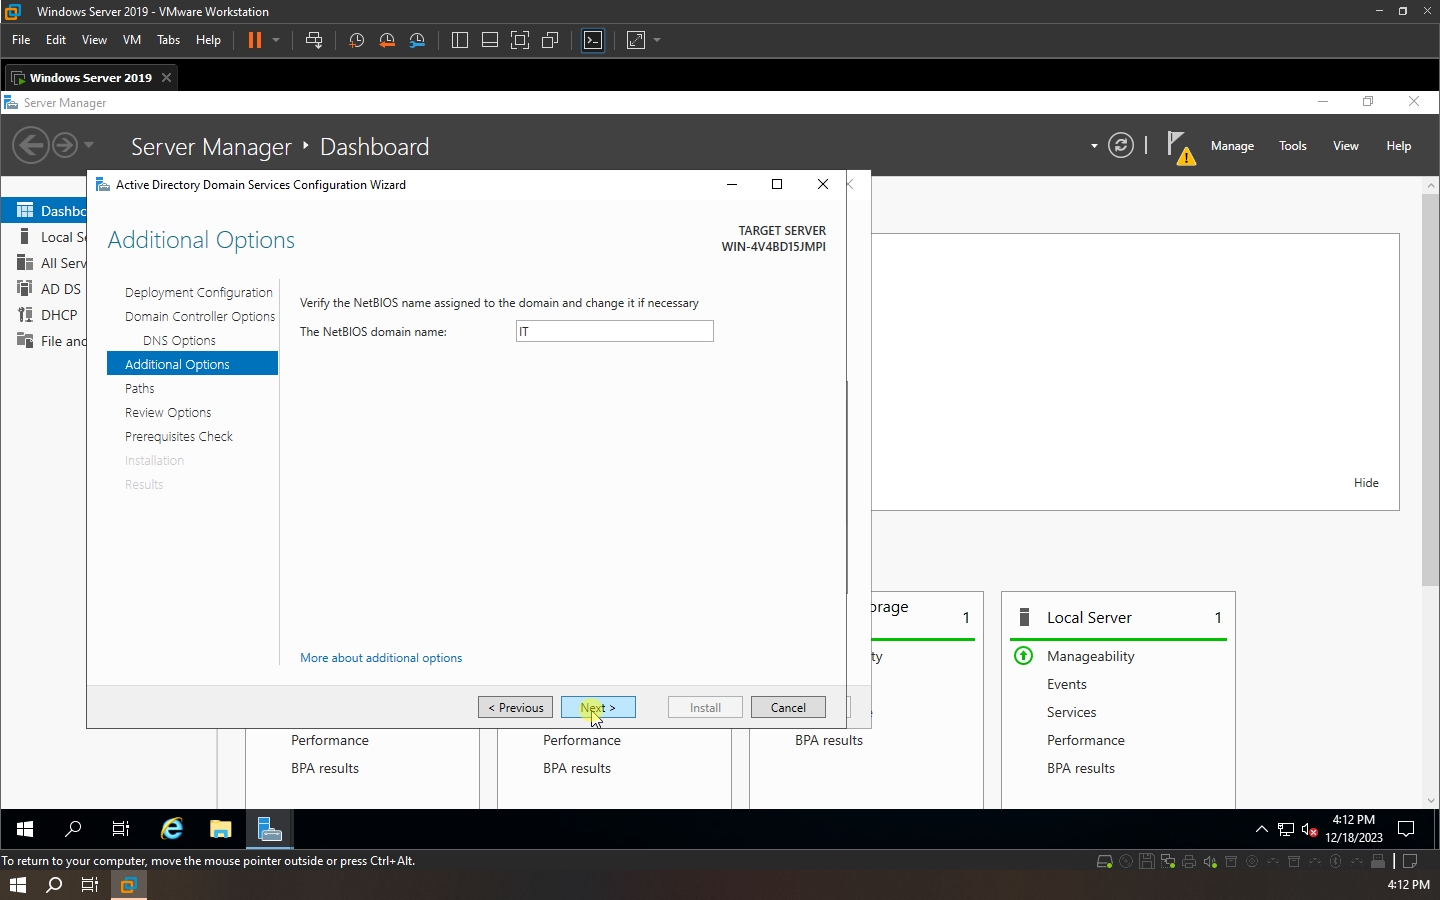 Windows Server 2019 - VMware Workstation
File Edit View VM Tabs Help
Windows Server 2019
Server Manager
Server Manager Dashboard
Manage Tools View Help
Active Directory Domain Services Configuration Wizard
Dashbo
Local Se
All Serv
AD DS
DHCP
File and
Additional Options
TARGET SERVER
WIN-4V4BD15JMPI
Deployment Configuration
Domain Controller Options
DNS Options
Additional Options
Paths
Review Options
Prerequisites Check
Installation
Results
Verify the NetBIOS name assigned to the domain and change it if necessary
The NetBIOS domain name: IT
More about additional options
< Previous Next > Install Cancel
Hide
orage 1
ty
Local Server 1
Manageability
Events
Services
Performance
BPA results
Performance
BPA results
Performance
BPA results
BPA results
4:12 PM
12/18/2023
To return to your computer, move the mouse pointer outside or press Ctrl+Alt.
4:12 PM